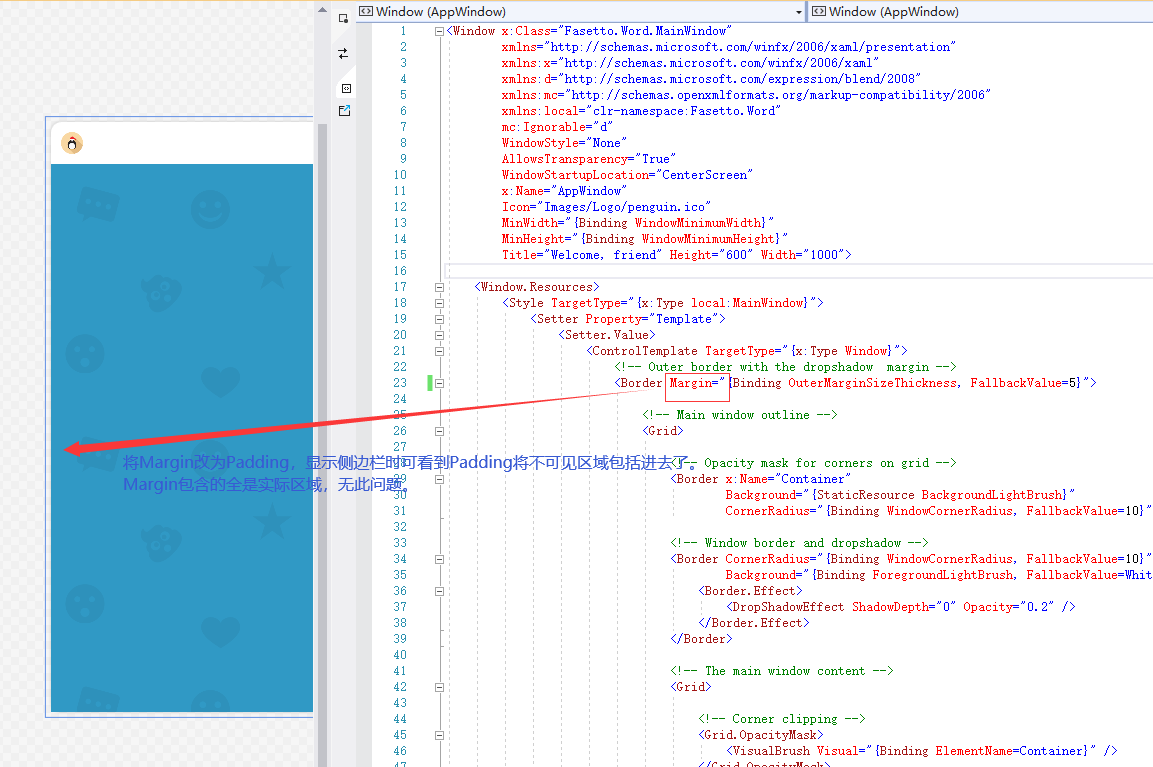 Window (AppWindow)
Window (AppWindow)
1 <Window x:Class="Fasetto.Word.MainWindow"
2 xmlns="http://schemas.microsoft.com/winfx/2006/xaml/presentation"
3 xmlns:x="http://schemas.microsoft.com/winfx/2006/xaml"
4 xmlns:d="http://schemas.microsoft.com/expression/blend/2008"
5 xmlns:mc="http://schemas.openxmlformats.org/markup-compatibility/2006"
6 xmlns:local="clr-namespace:Fasetto.Word"
7 mc:Ignorable="d"
8 WindowStyle="None"
9 AllowsTransparency="True"
10 WindowStartupLocation="CenterScreen"
11 x:Name="AppWindow"
12 Icon="Images/Logo/penguin.ico"
13 MinWidth="{Binding WindowMinimumWidth}"
14 MinHeight="{Binding WindowMinimumHeight}"
15 Title="Welcome, friend" Height="600" Width="1000">
16
17 <Window.Resources>
18 <Style TargetType="{x:Type local:MainWindow}">
19 <Setter Property="Template">
20 <Setter.Value>
21 <ControlTemplate TargetType="{x:Type Window}">
22 <!-- Outer border with the dropshadow  margin -->
23 <Border Margin="{Binding OuterMarginSizeThickness, FallbackValue=5}">
24
25 <!-- Main window outline -->
26 <Grid>
27
将Margin改为Padding，显示侧边栏时可看到Padding将不可见区域包括进去了。
Margin包含的全是实际区域，无此问题。
28 <!-- Opacity mask for corners on grid -->
29 <Border x:Name="Container"
30 Background="{StaticResource BackgroundLightBrush}"
31 CornerRadius="{Binding WindowCornerRadius, FallbackValue=10}"
32
33 <!-- Window border and dropshadow -->
34 <Border CornerRadius="{Binding WindowCornerRadius, FallbackValue=10}"
35 Background="{Binding ForegroundLightBrush, FallbackValue=Whit
36 <Border.Effect>
37 <DropShadowEffect ShadowDepth="0" Opacity="0.2" />
38 </Border.Effect>
39 </Border>
40
41 <!-- The main window content -->
42 <Grid>
43
44 <!-- Corner clipping -->
45 <Grid.OpacityMask>
46 <VisualBrush Visual="{Binding ElementName=Container}" />
47 </Grid.OpacityMask>